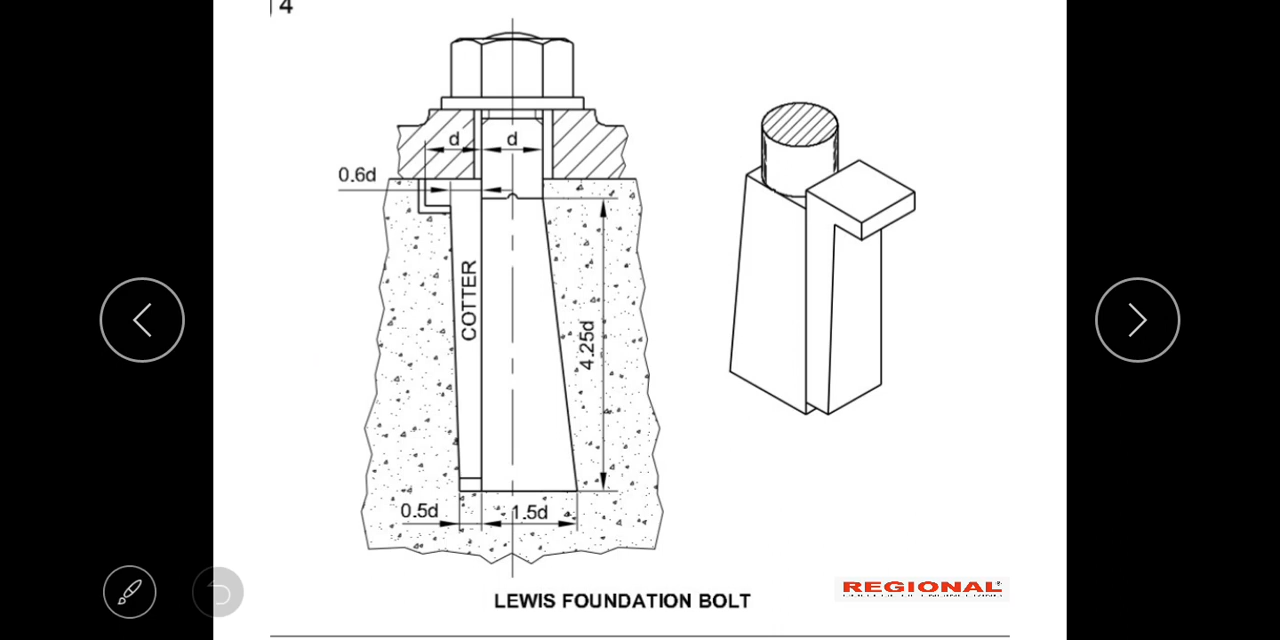 4
d
d
0.6d
COTTER
4.25d
0.5d
1.5d
LEWIS FOUNDATION BOLT
REGIONAL